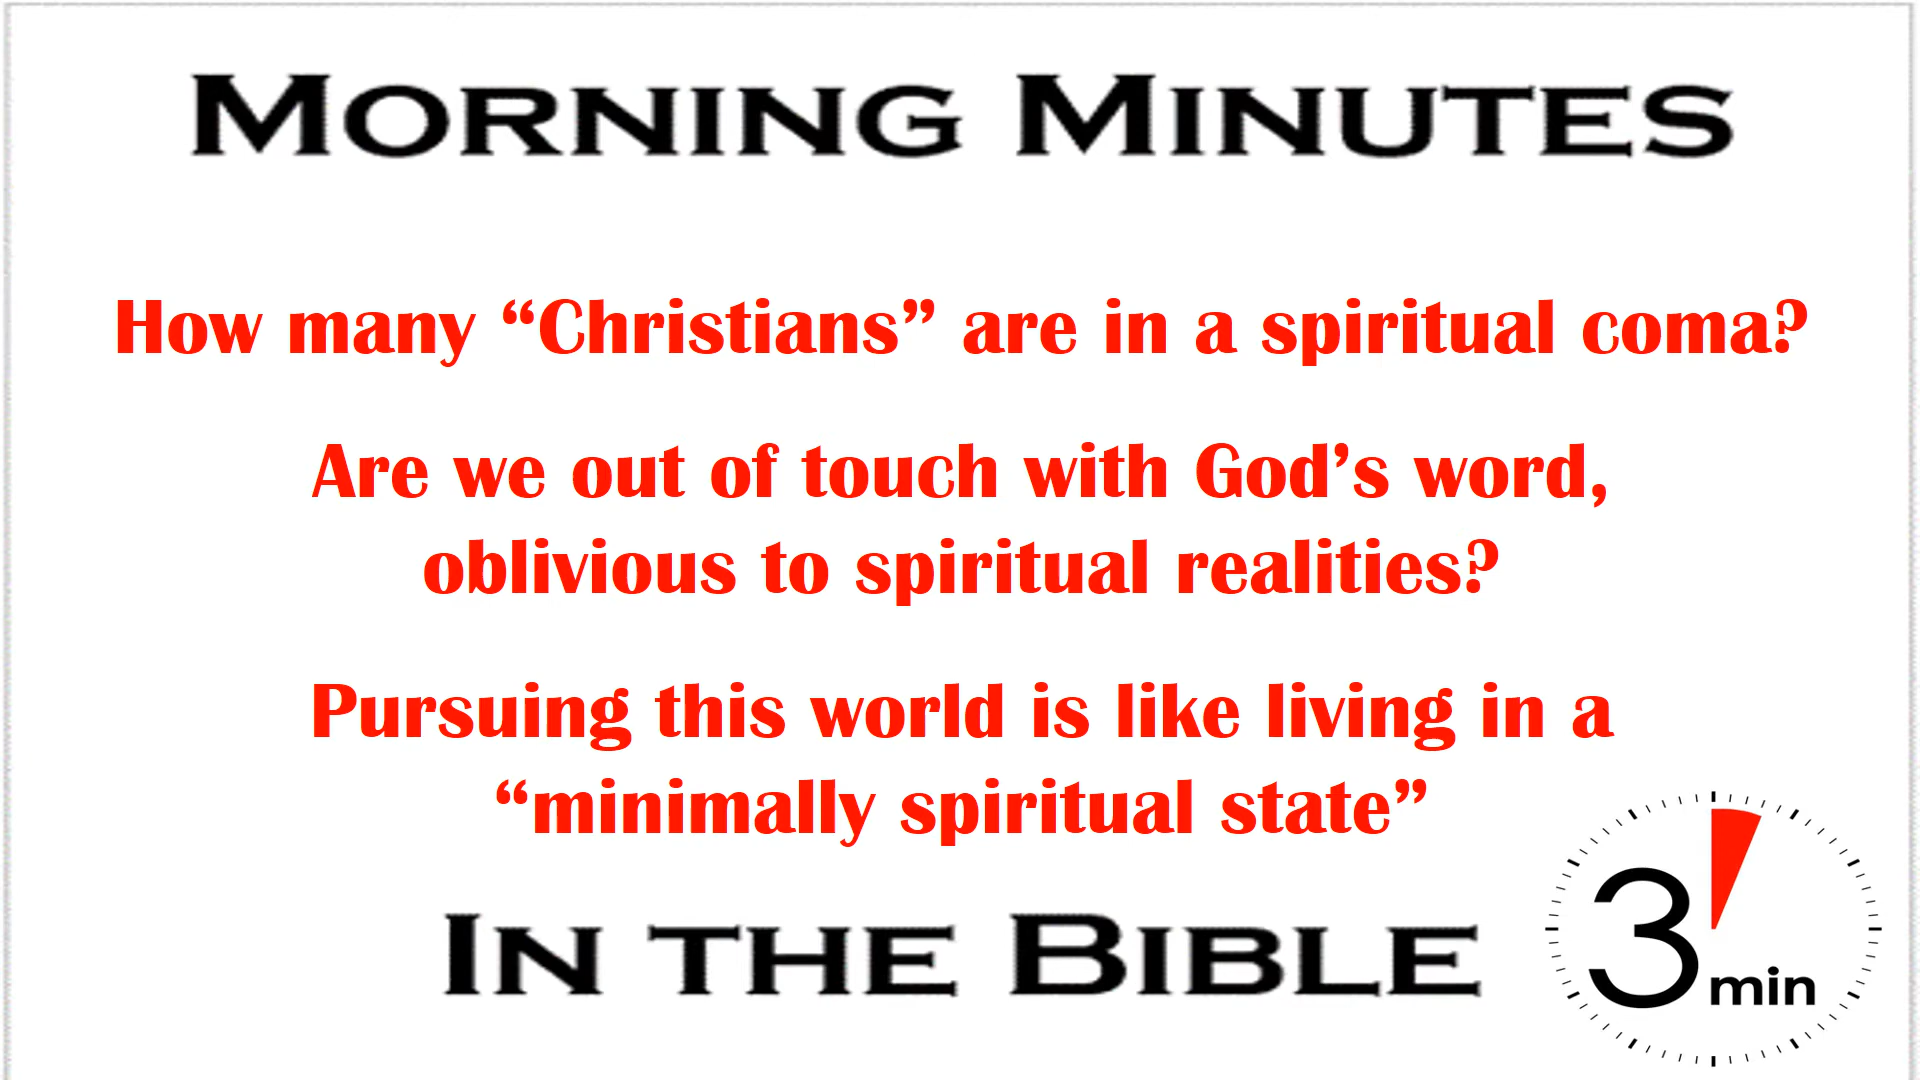 MORNING MINUTES
How many “Christians” are in a spiritual coma?
Are we out of touch with God’s word,
oblivious to spiritual realities?
Pursuing this world is like living in a
“minimally spiritual state”
IN THE BIBLE
3 min